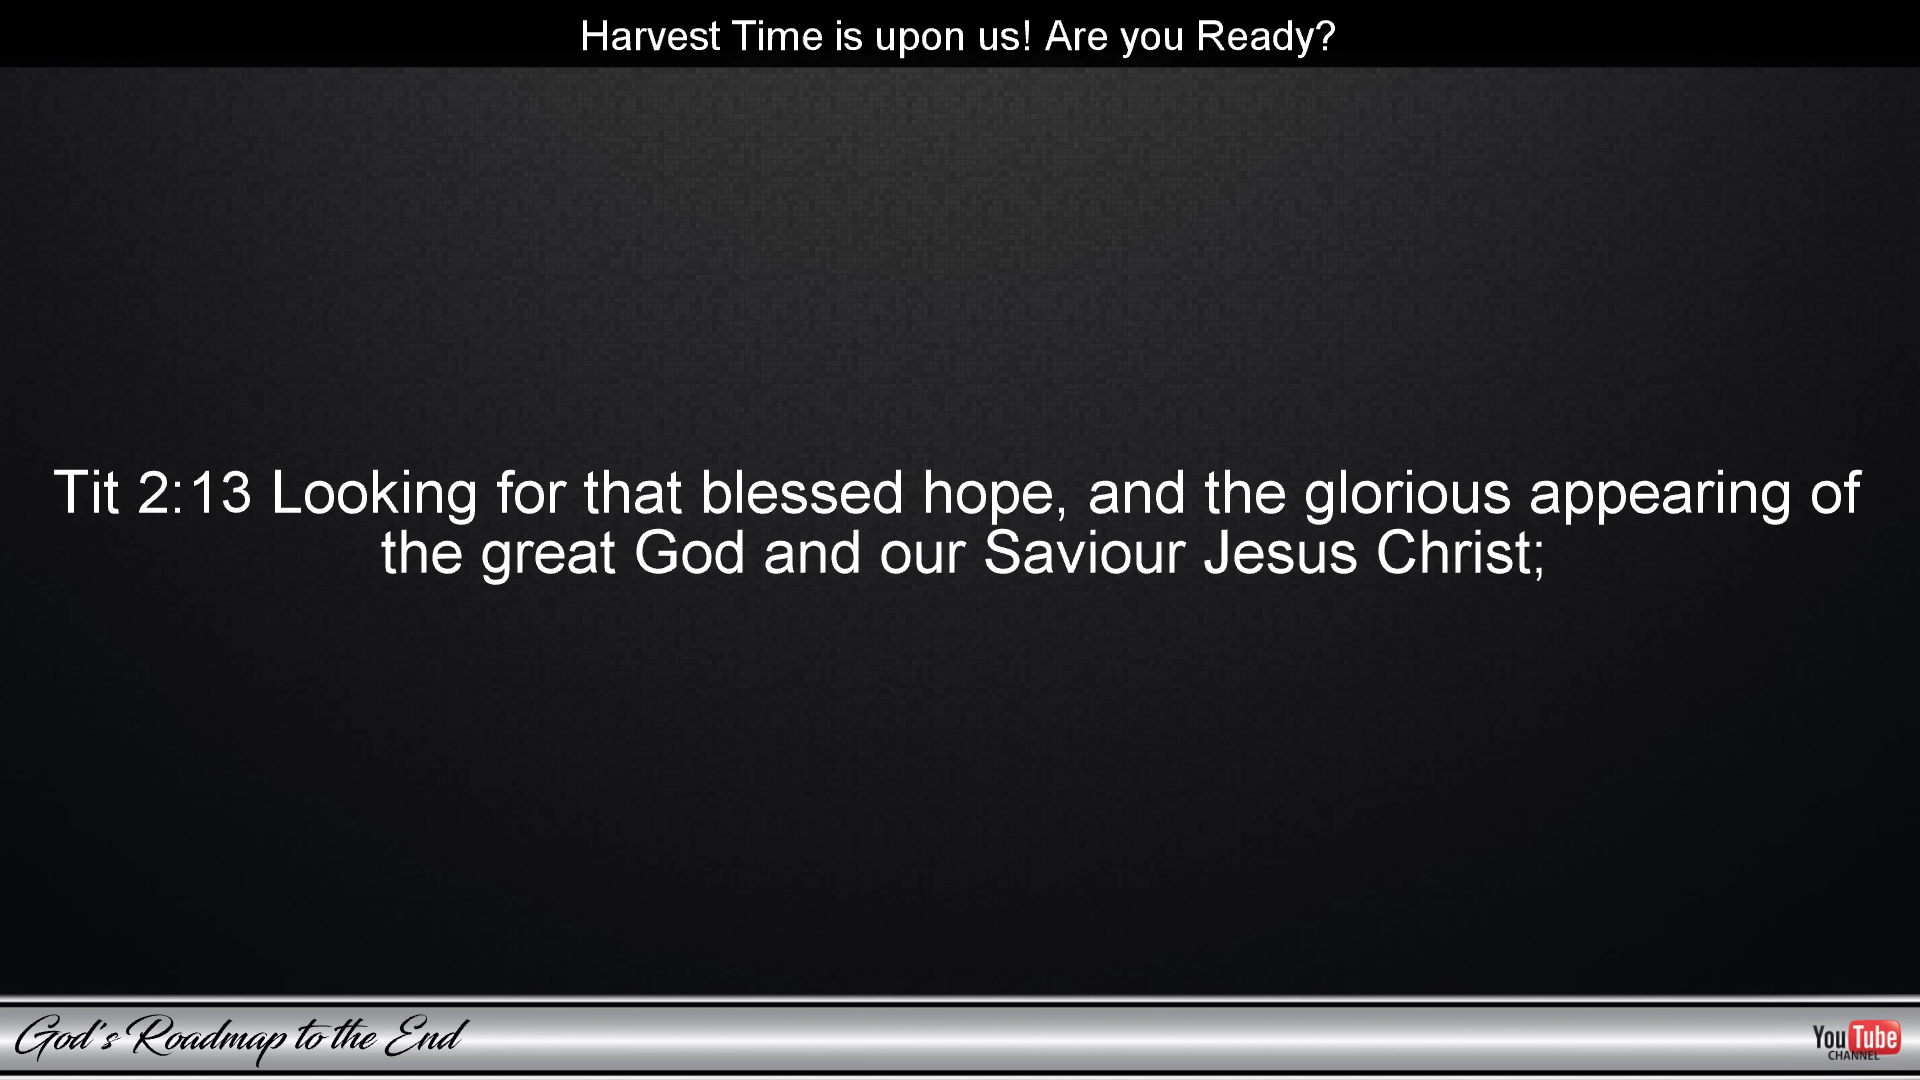 Harvest Time is upon us! Are you Ready?
Tit 2:13 Looking for that blessed hope, and the glorious appearing of
the great God and our Saviour Jesus Christ;
God's Roadmap to the End
YouTube
CHANNEL